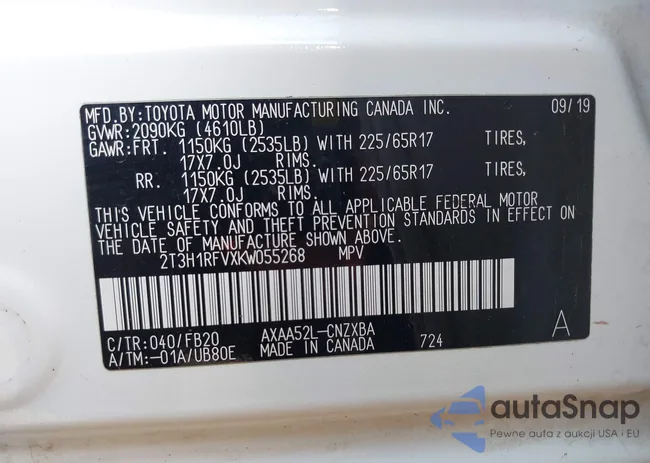 MFD.BY:TOYOTA MOTOR MANUFACTURING CANADA INC. 09/19
GVWR:2090KG (4610LB)
GAWR:FRT. 1150KG (2535LB) WITH 225/65R17 TIRES,
17X7.0J RIMS.
RR. 1150KG (2535LB) WITH 225/65R17 TIRES,
17X7.0J RIMS.
THIS VEHICLE CONFORMS TO ALL APPLICABLE FEDERAL MOTOR
VEHICLE SAFETY AND THEFT PREVENTION STANDARDS IN EFFECT ON
THE DATE OF MANUFACTURE SHOWN ABOVE.
2T3H1RFVXKW055268 MPV
C/TR:040/FB20 AXAA52L-CNZXBA A
A/TM:-01A/UB80E MADE IN CANADA 724
autoSnap
Pewne auta z aukcji USA i EU